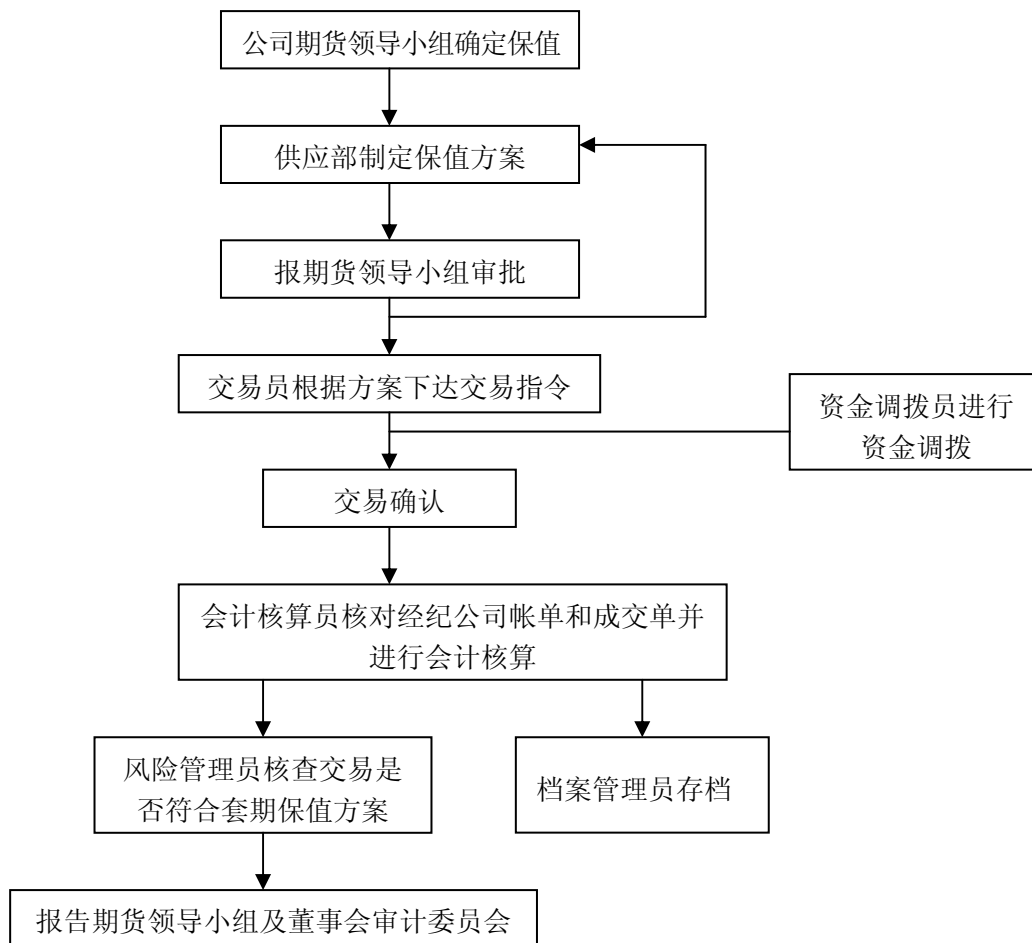 公司期货领导小组确定保值
供应部制定保值方案
报期货领导小组审批
交易员根据方案下达交易指令
资金调拨员进行
资金调拨
交易确认
会计核算员核对经纪公司帐单和成交单并
进行会计核算
风险管理员核查交易是
否符合套期保值方案
档案管理员存档
报告期货领导小组及董事会审计委员会